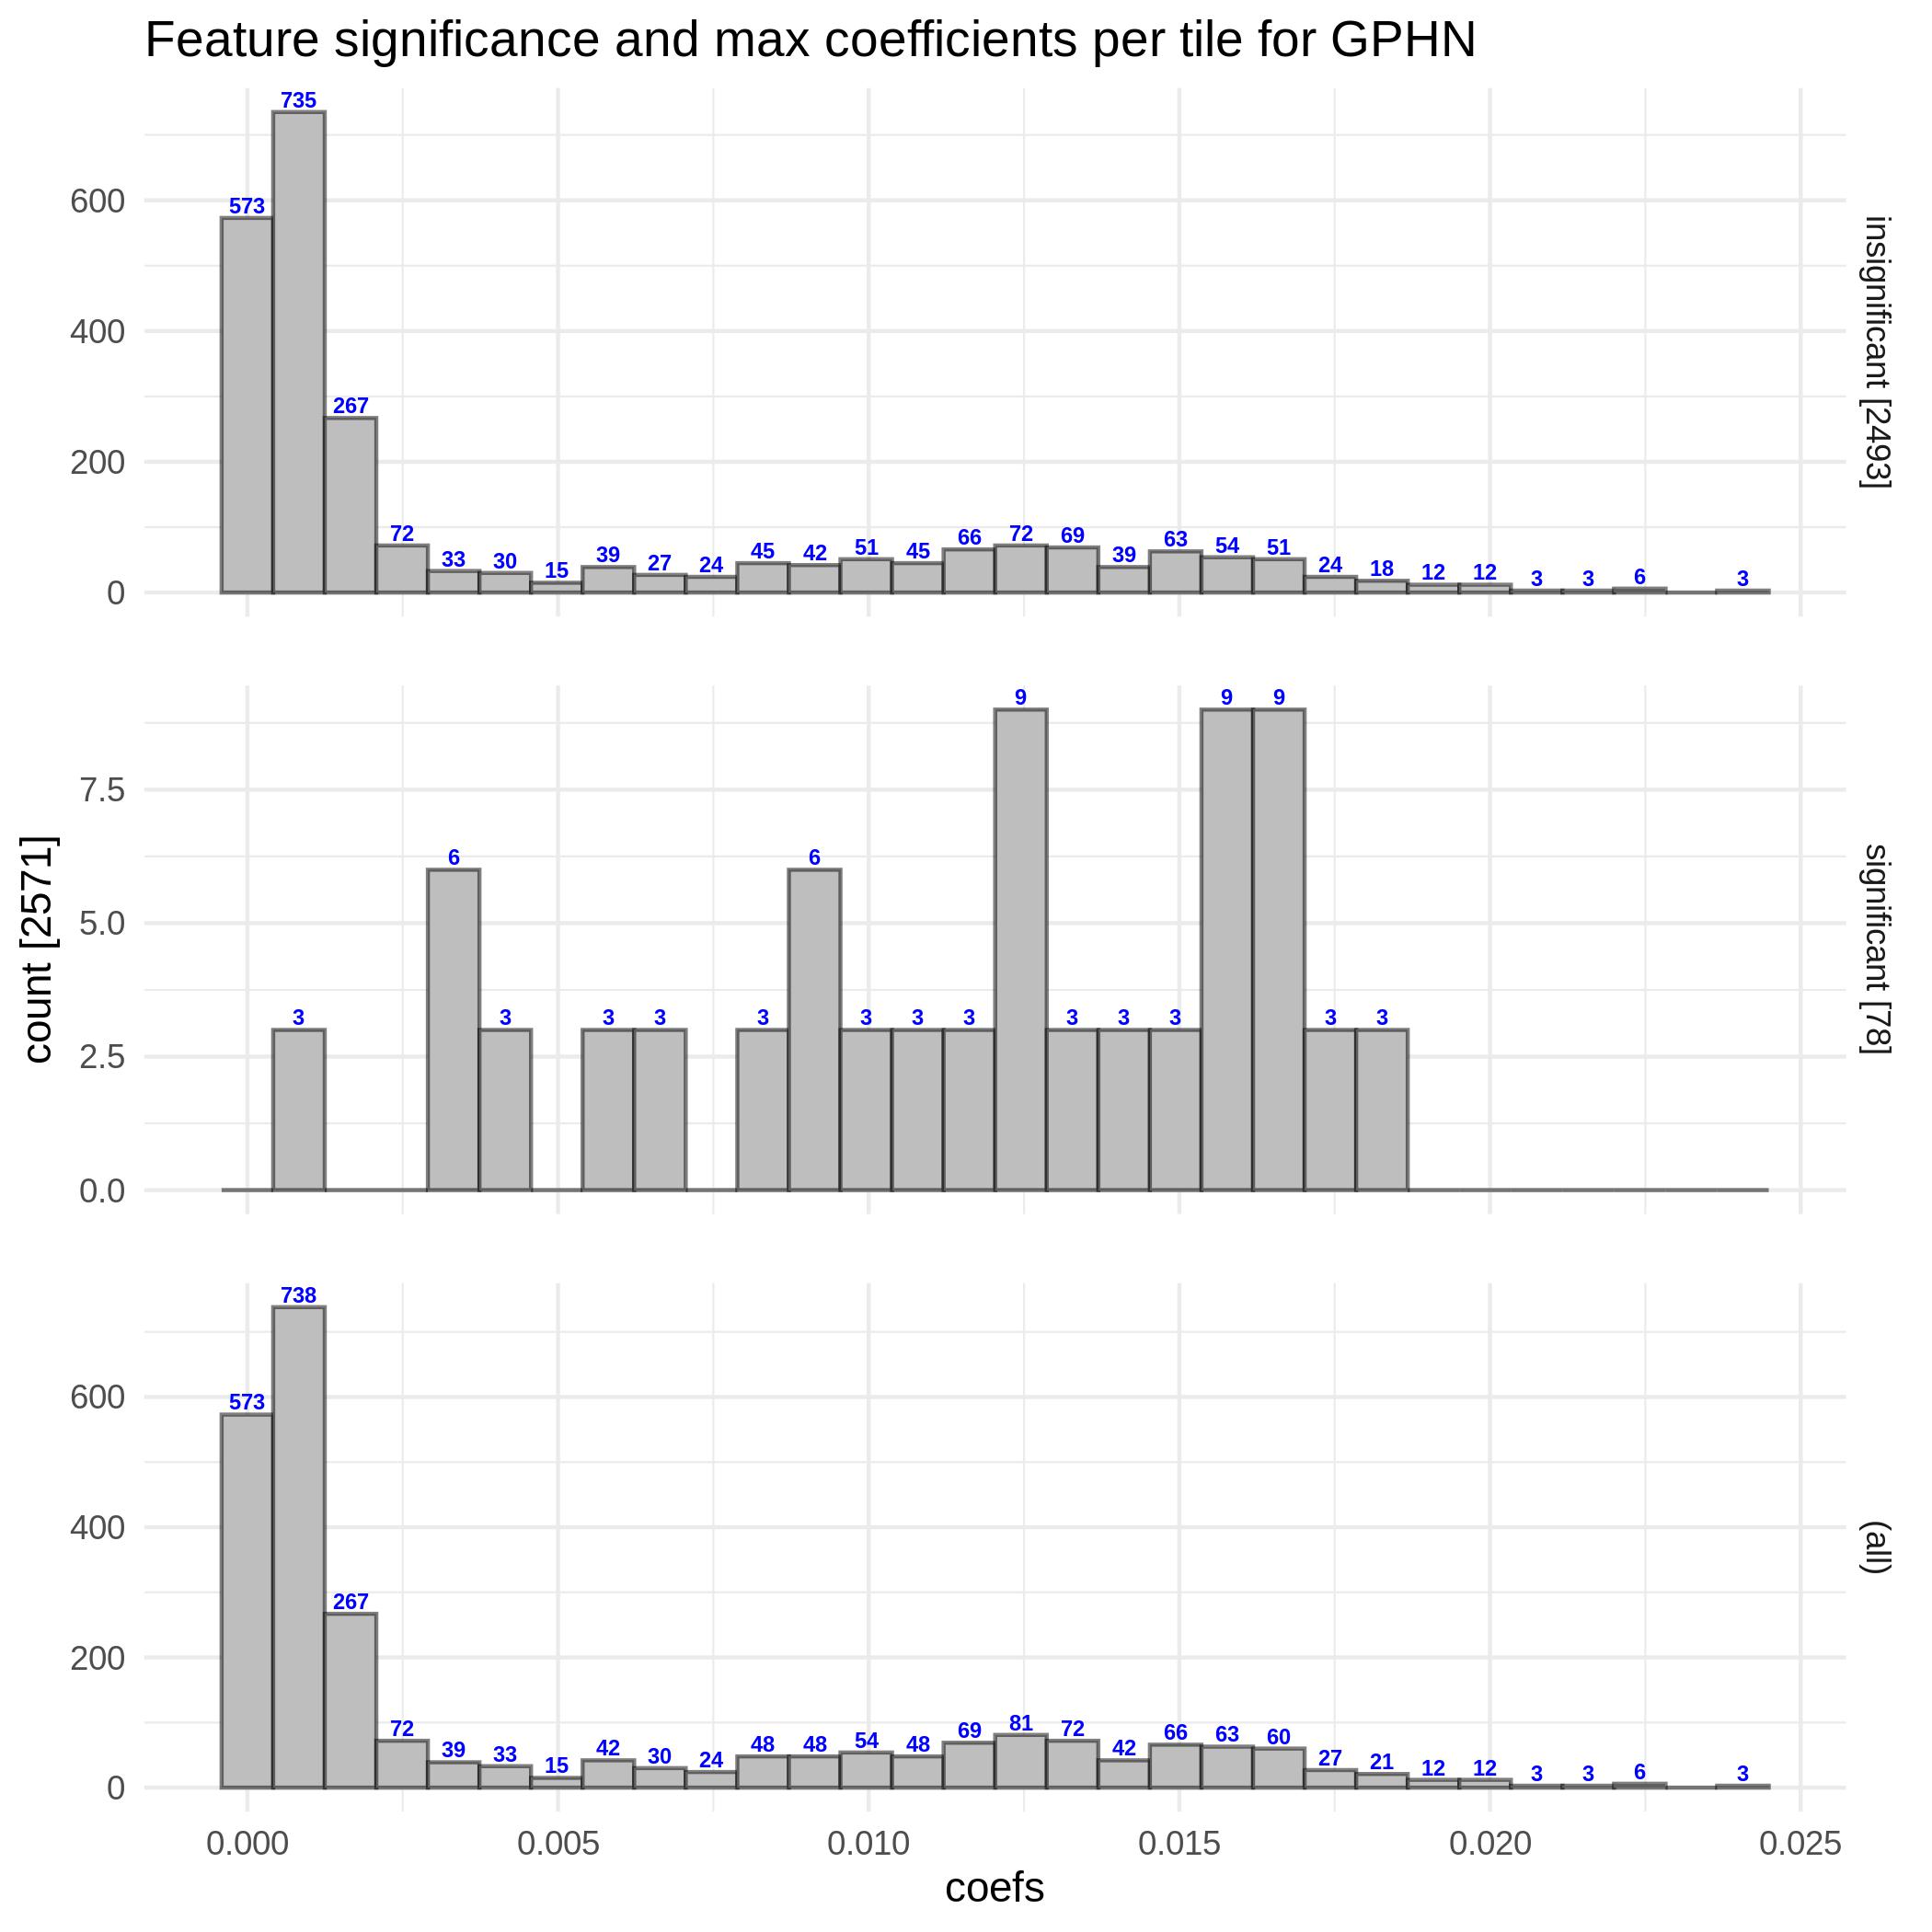 Feature significance and max coefficients per tile for GPHN
735
573
267
72 33 30 15 39 27 24 45 42 51 45 66 72 69 39 63 54 51 24 18 12 12 3 3 6 3
600
400
200
0
insignificant [2493]
9 9 9
6 6
3 3 3 3 3 3 3 3 3 3 3 3 3
7.5
5.0
2.5
0.0
significant [78]
count [2571]
738
573
267
72 39 33 15 42 30 24 48 48 54 48 69 81 72 42 66 63 60 27 21 12 12 3 3 6 3
600
400
200
0
(all)
0.000 0.005 0.010 0.015 0.020 0.025
coefs